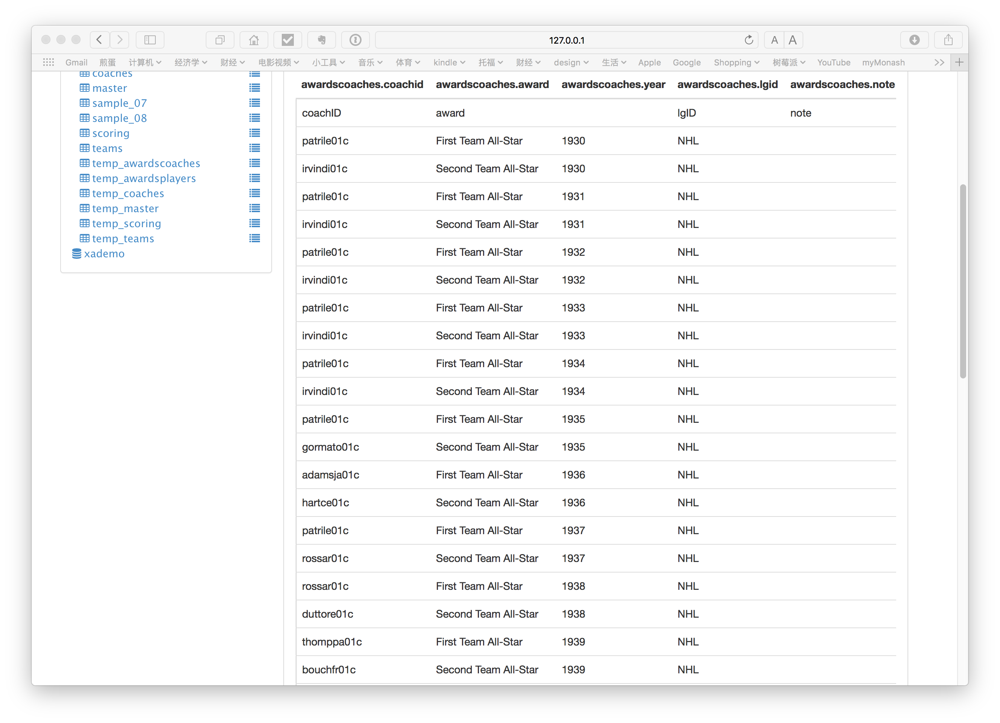 127.0.0.1
A A
Gmail 煎蛋 计算机 经济学 财经 电影视频 小工具 音乐 体育 kindle 托福 财经 design 生活 Apple Google Shopping 树莓派 YouTube myMonash
coaches
master
sample_07
sample_08
scoring
teams
temp_awardscoaches
temp_awardsplayers
temp_coaches
temp_master
temp_scoring
temp_teams
xademo
awardscoaches.coachid awardscoaches.award awardscoaches.year awardscoaches.lgid awardscoaches.note
coachID award lgID note
patrile01c First Team All-Star 1930 NHL
irvindi01c Second Team All-Star 1930 NHL
patrile01c First Team All-Star 1931 NHL
irvindi01c Second Team All-Star 1931 NHL
patrile01c First Team All-Star 1932 NHL
irvindi01c Second Team All-Star 1932 NHL
patrile01c First Team All-Star 1933 NHL
irvindi01c Second Team All-Star 1933 NHL
patrile01c First Team All-Star 1934 NHL
irvindi01c Second Team All-Star 1934 NHL
patrile01c First Team All-Star 1935 NHL
gormato01c Second Team All-Star 1935 NHL
adamsja01c First Team All-Star 1936 NHL
hartce01c Second Team All-Star 1936 NHL
patrile01c First Team All-Star 1937 NHL
rossar01c Second Team All-Star 1937 NHL
rossar01c First Team All-Star 1938 NHL
duttore01c Second Team All-Star 1938 NHL
thomppa01c First Team All-Star 1939 NHL
bouchfr01c Second Team All-Star 1939 NHL